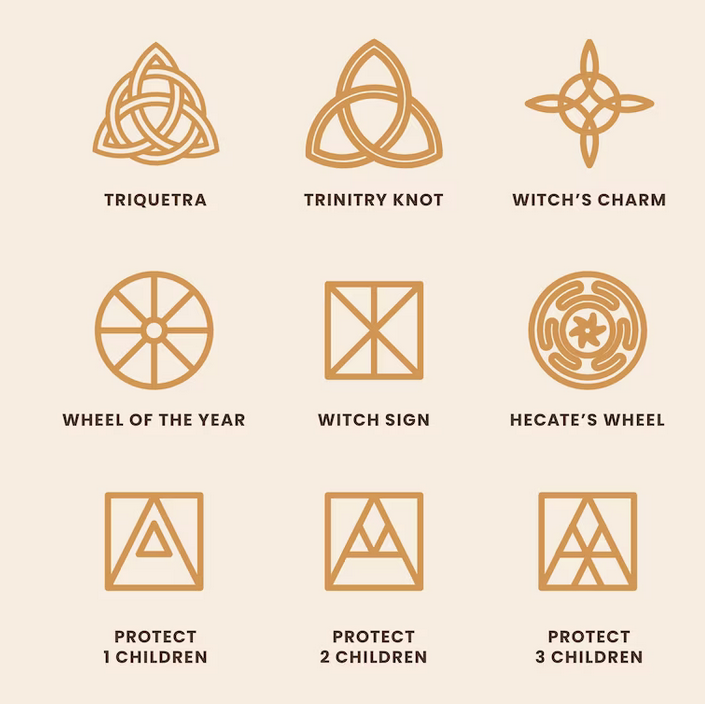 TRIQUETRA
TRINITRY KNOT
WITCH'S CHARM
WHEEL OF THE YEAR
WITCH SIGN
HECATE'S WHEEL
PROTECT
1 CHILDREN
PROTECT
2 CHILDREN
PROTECT
3 CHILDREN